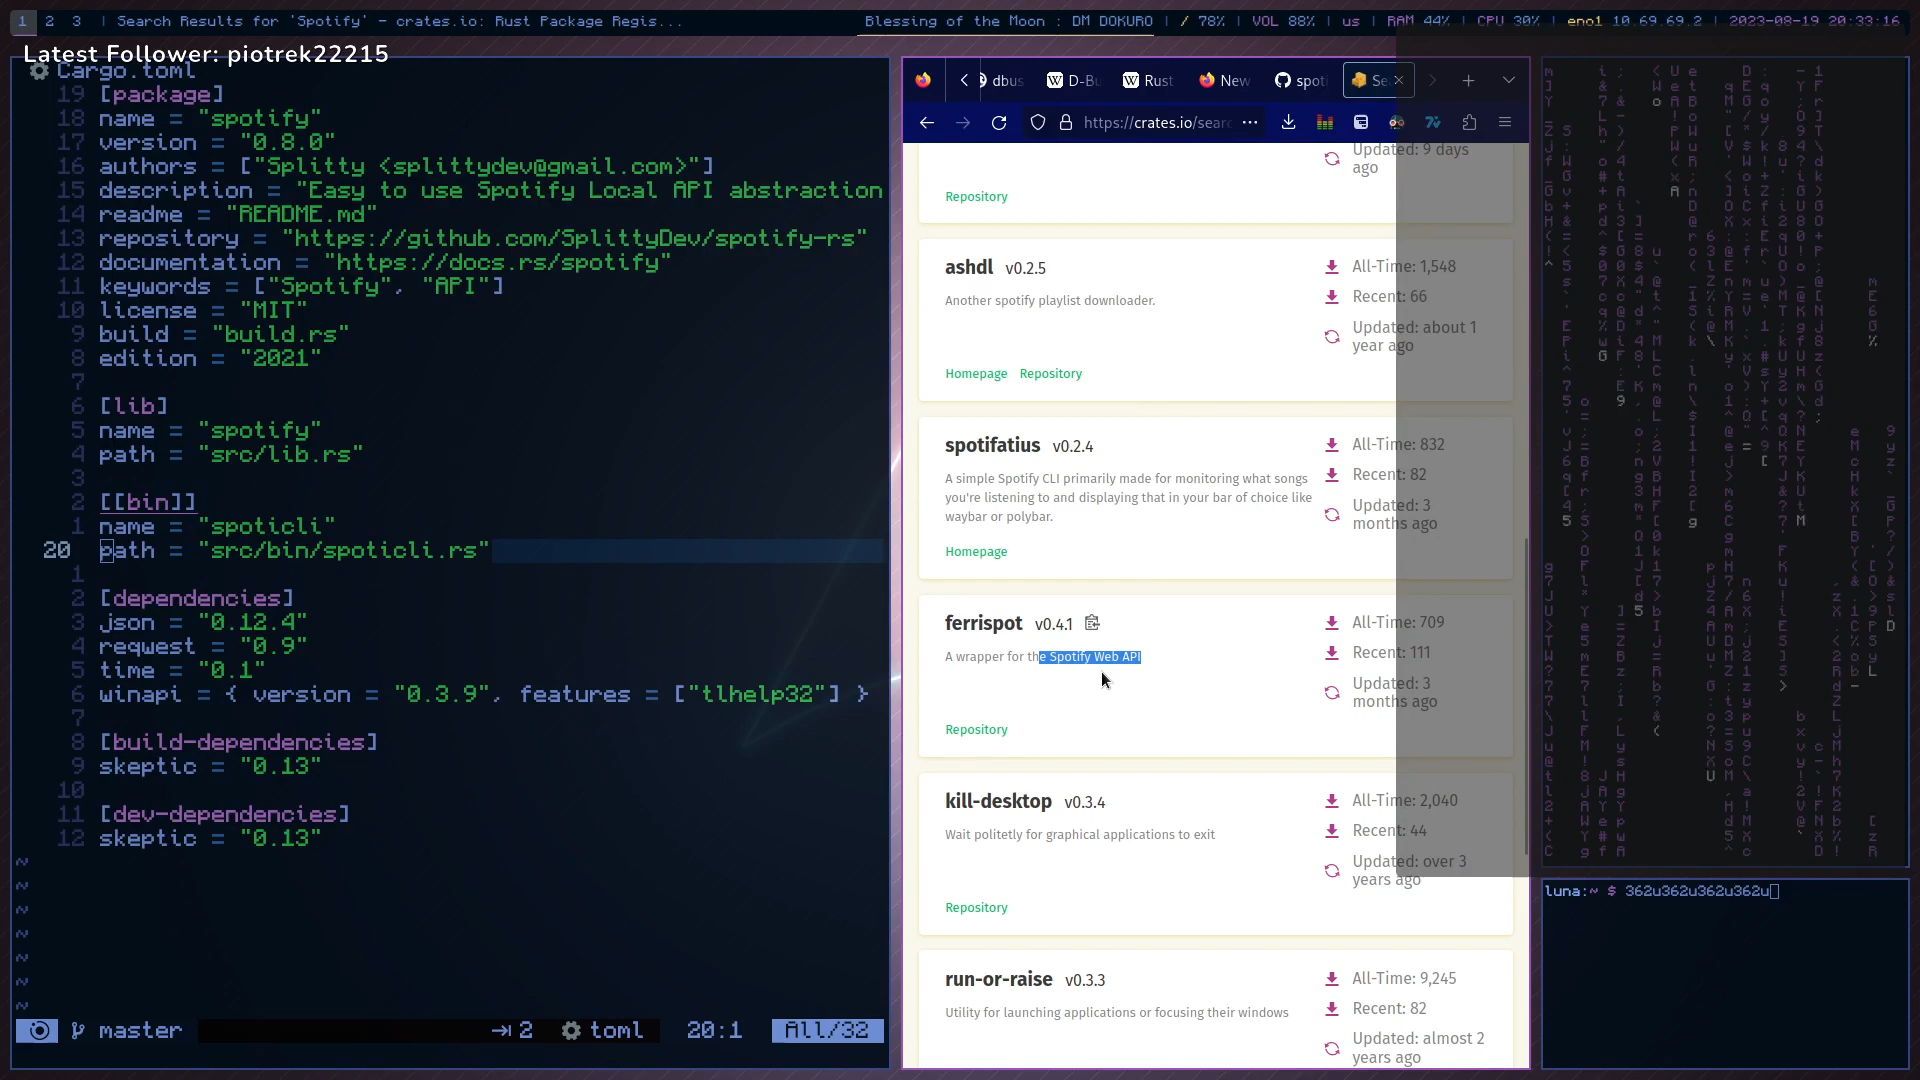 1 2 3 | Search Results for 'Spotify' - crates.io: Rust Package Regis...
Blessing of the Moon : DM DOKURO | / 78% | VOL 88% | us | RAM 44% | CPU 30% | eno1 10.69.69.2 | 2023-08-19 20:33:16
Latest Follower: piotrek22215
Cargo.toml
19 [package]
18 name = "spotify"
17 version = "0.8.0"
16 authors = ["Splitty <splittydev@gmail.com>"]
15 description = "Easy to use Spotify Local API abstraction
14 readme = "README.md"
13 repository = "https://github.com/SplittyDev/spotify-rs"
12 documentation = "https://docs.rs/spotify"
11 keywords = ["Spotify", "API"]
10 license = "MIT"
9 build = "build.rs"
8 edition = "2021"
7
6 [lib]
5 name = "spotify"
4 path = "src/lib.rs"
3
2 [[bin]]
1 name = "spoticli"
20 path = "src/bin/spoticli.rs"
1
2 [dependencies]
3 json = "0.12.4"
4 request = "0.9"
5 time = "0.1"
6 winapi = { version = "0.3.9", features = ["tlhelp32"] }
7
8 [build-dependencies]
9 skeptic = "0.13"
10
11 [dev-dependencies]
12 skeptic = "0.13"
~
~
~
~
~
~
~
master
2 toml 20:1 All/32
dbus D-Bu Rust New spoti Se
https://crates.io/searc
Updated: 9 days
ago
Repository
ashdl v0.2.5
Another spotify playlist downloader.
All-Time: 1,548
Recent: 66
Updated: about 1
year ago
Homepage Repository
spotifatius v0.2.4
A simple Spotify CLI primarily made for monitoring what songs
you're listening to and displaying that in your bar of choice like
waybar or polybar.
All-Time: 832
Recent: 82
Updated: 3
months ago
Homepage
ferrispot v0.4.1
A wrapper for the Spotify Web API
All-Time: 709
Recent: 111
Updated: 3
months ago
Repository
kill-desktop v0.3.4
Wait politetly for graphical applications to exit
All-Time: 2,040
Recent: 44
Updated: over 3
years ago
Repository
run-or-raise v0.3.3
Utility for launching applications or focusing their windows
All-Time: 9,245
Recent: 82
Updated: almost 2
years ago
luna:~ $ 362u362u362u362u